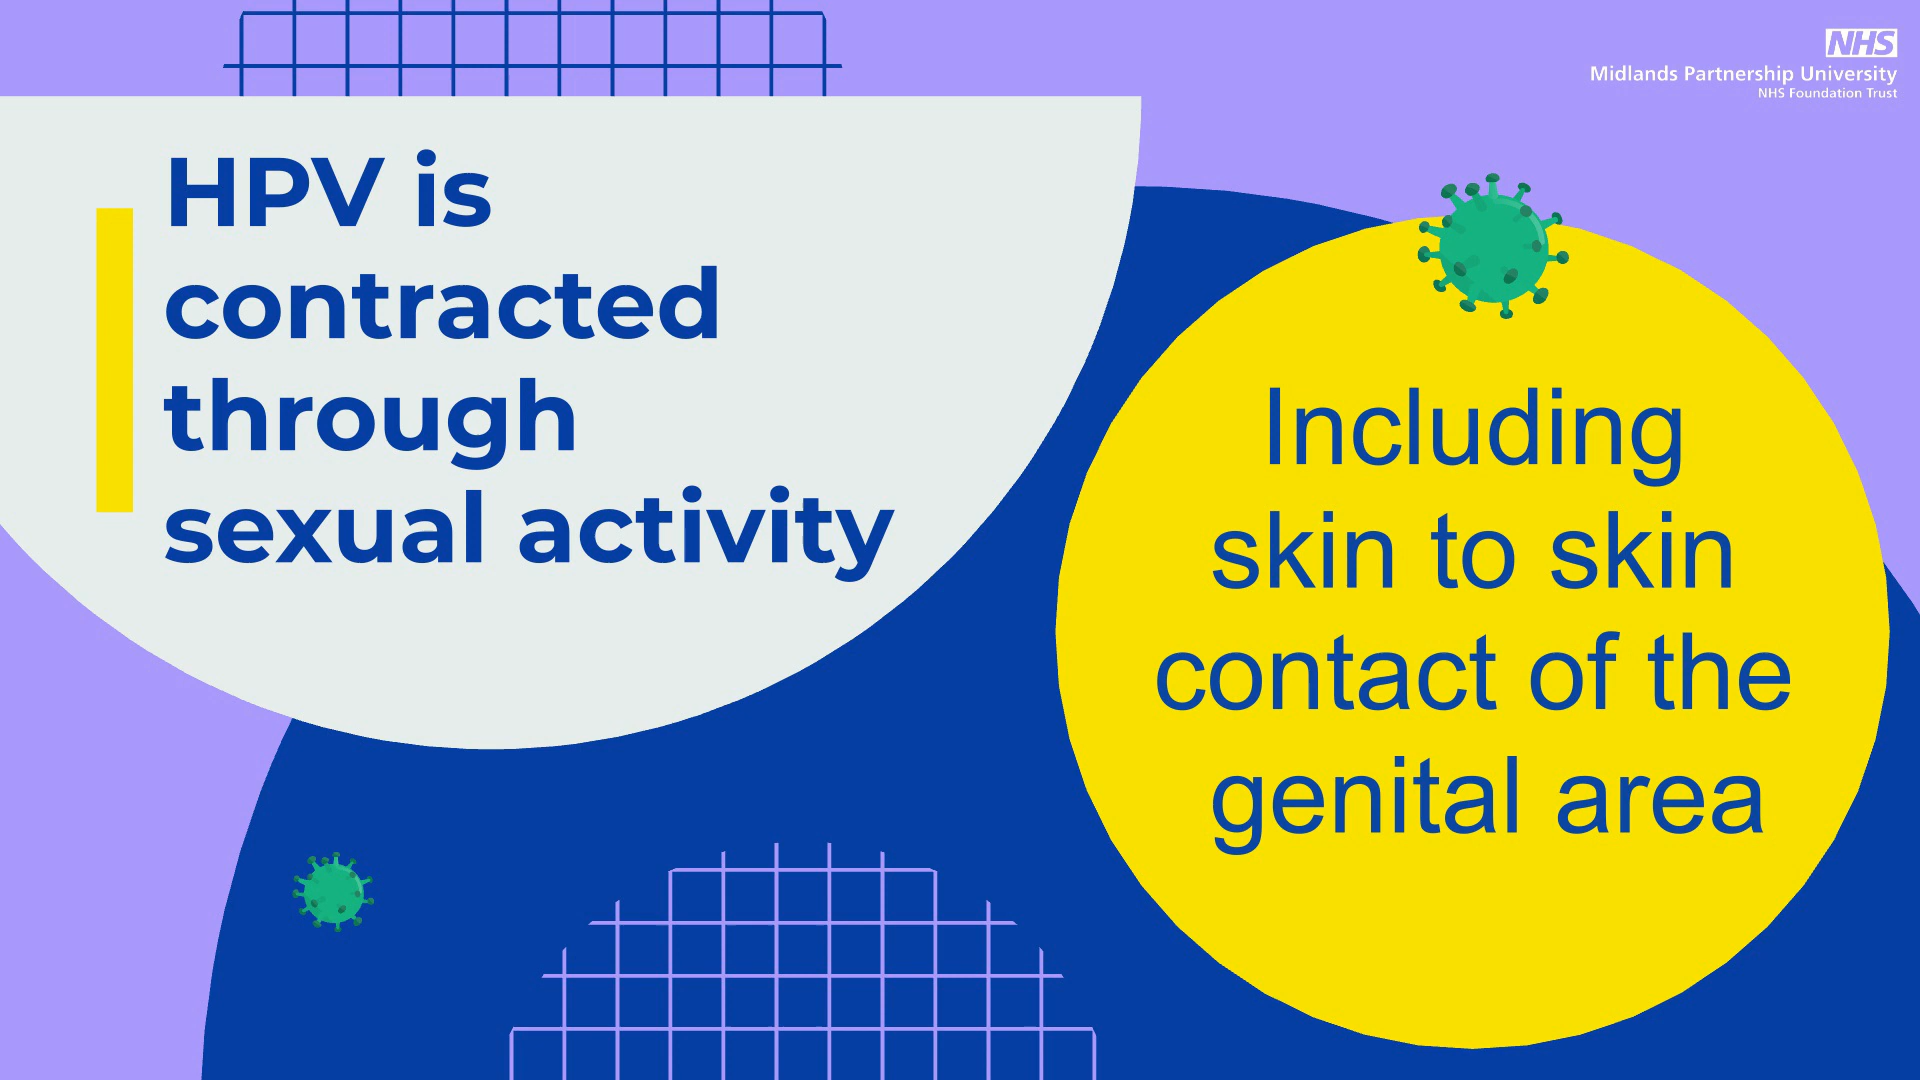 NHS
Midlands Partnership University
NHS Foundation Trust
HPV is
contracted
through
sexual activity
Including
skin to skin
contact of the
genital area